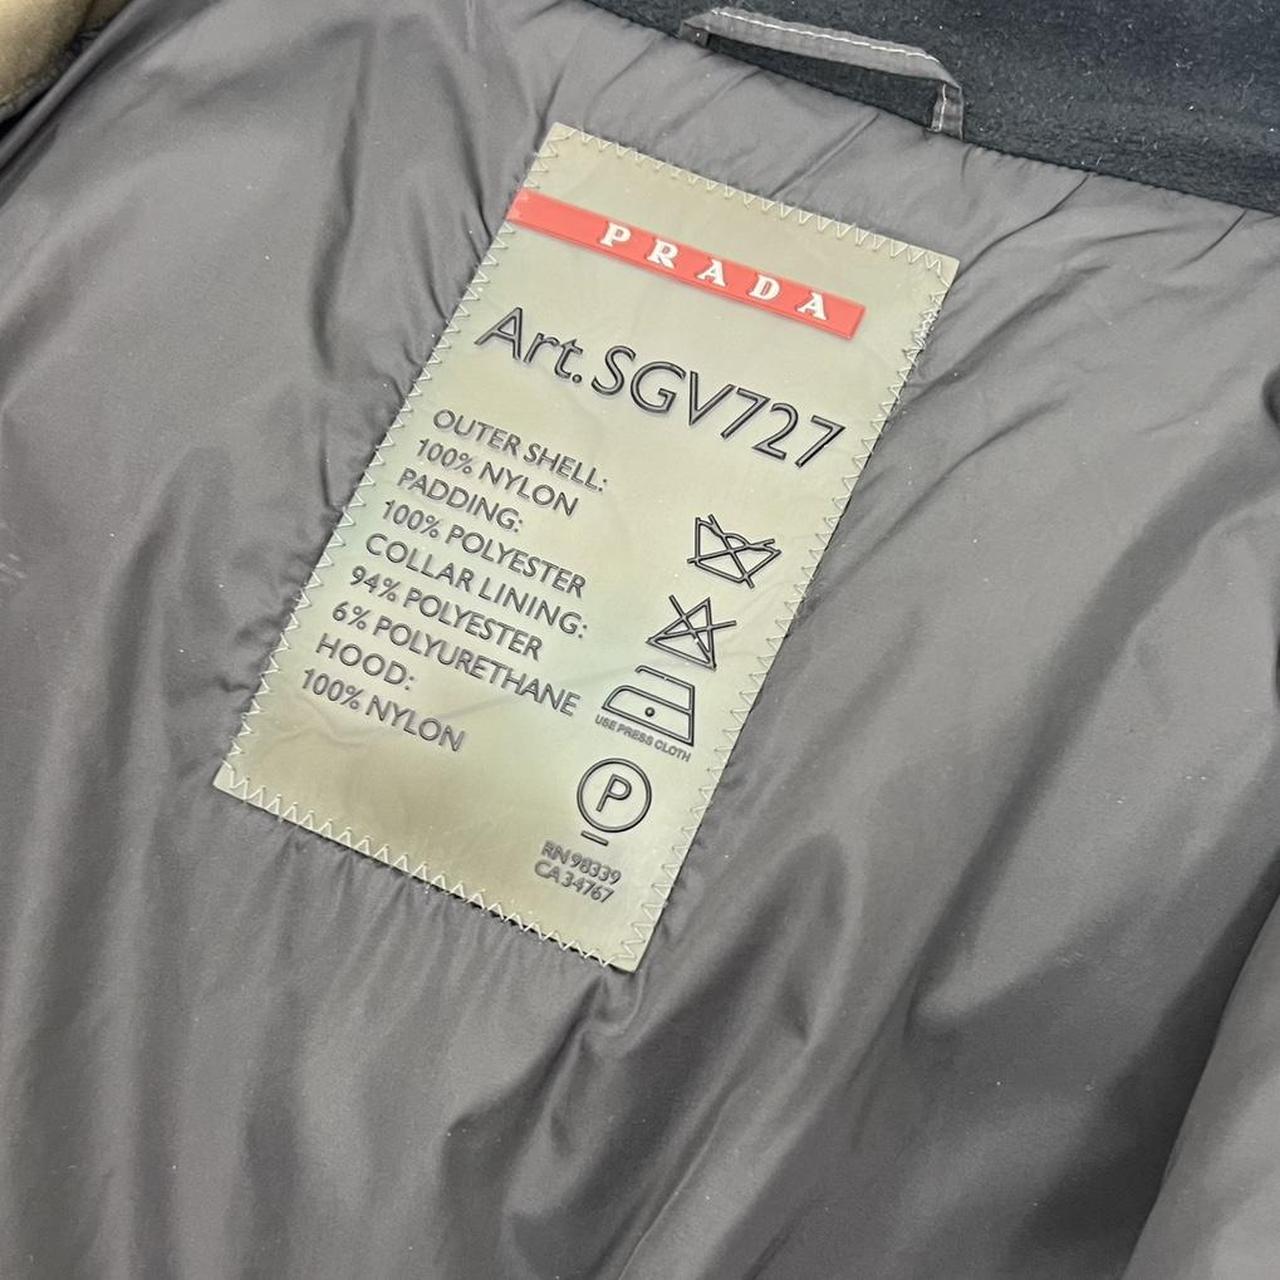 PRADA
Art. SGV727
OUTER SHELL:
100% NYLON
PADDING:
100% POLYESTER
COLLAR LINING:
94% POLYESTER
6% POLYURETHANE
HOOD:
100% NYLON
USE PRESS CLOTH
P
RN 98339
CA 34767